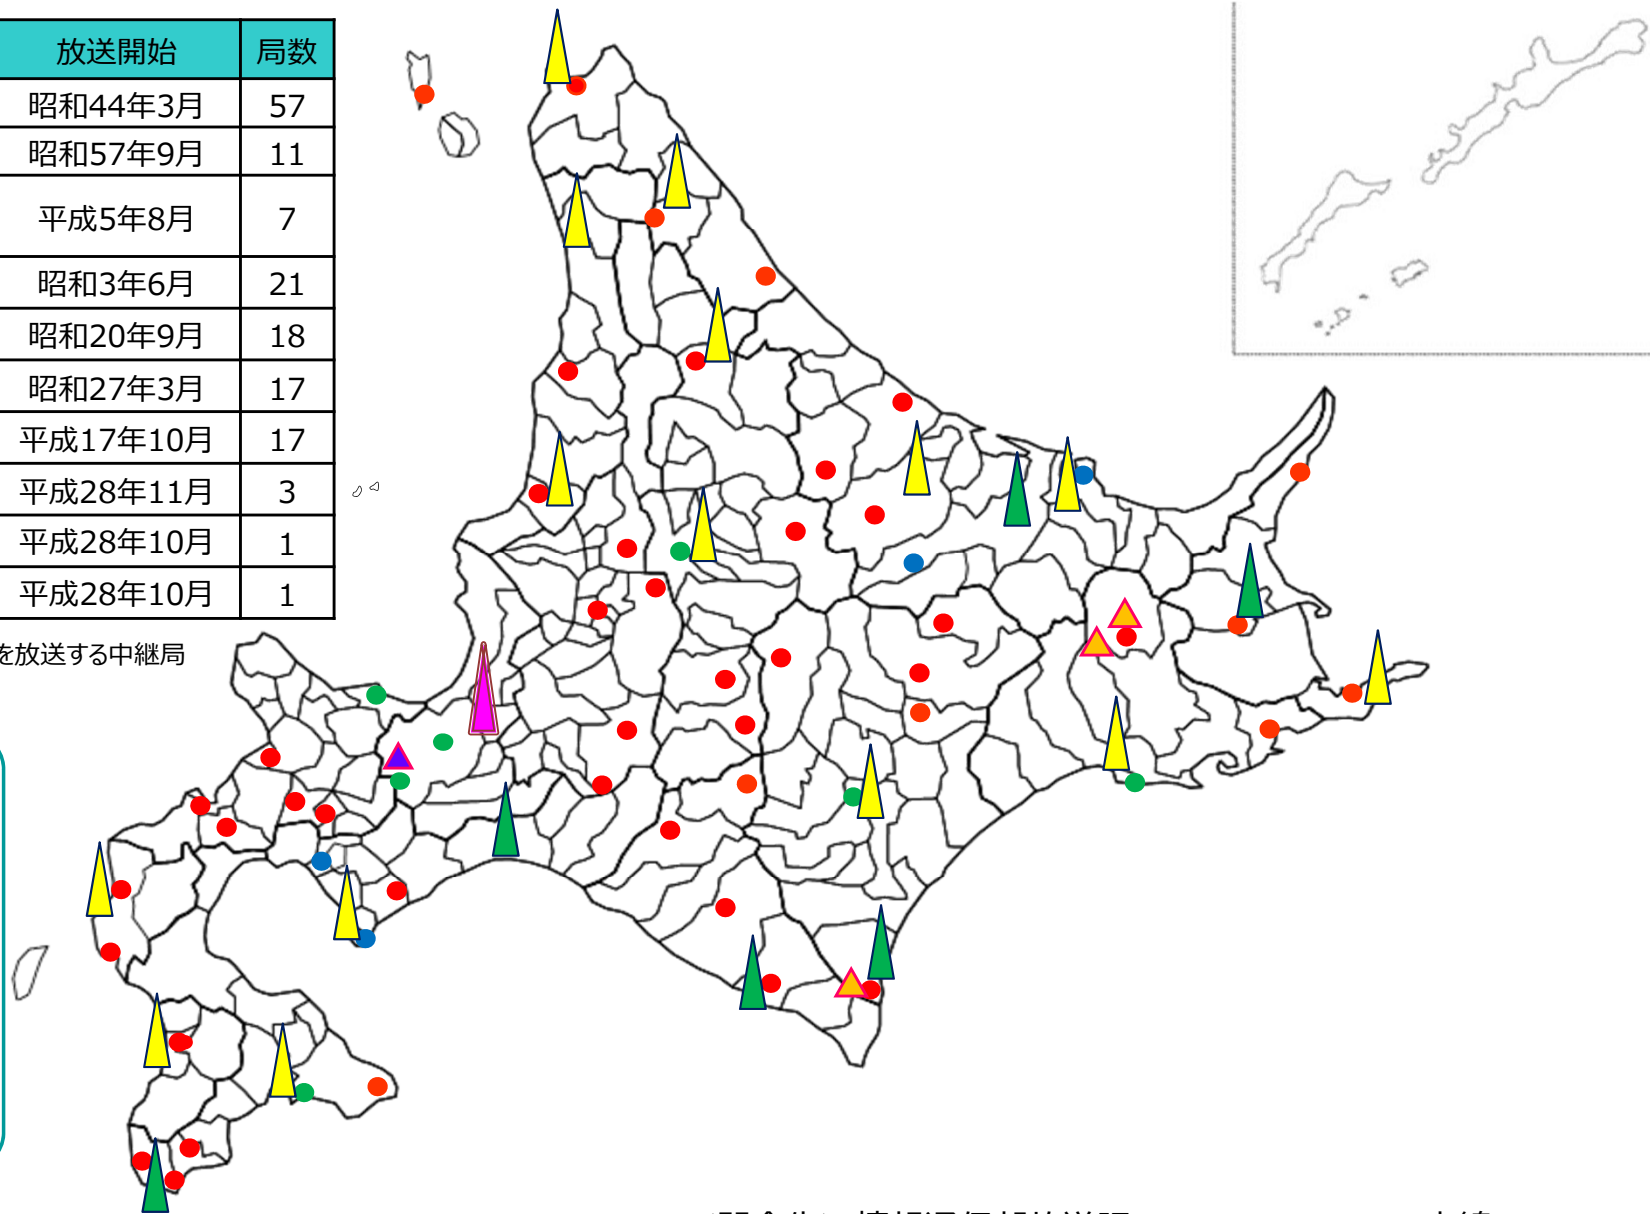 放送開始 局数
昭和44年3月 57
昭和57年9月 11
平成5年8月 7
昭和3年6月 21
昭和20年9月 18
昭和27年3月 17
平成17年10月 17
平成28年11月 3
平成28年10月 1
平成28年10月 1
を放送する中継局